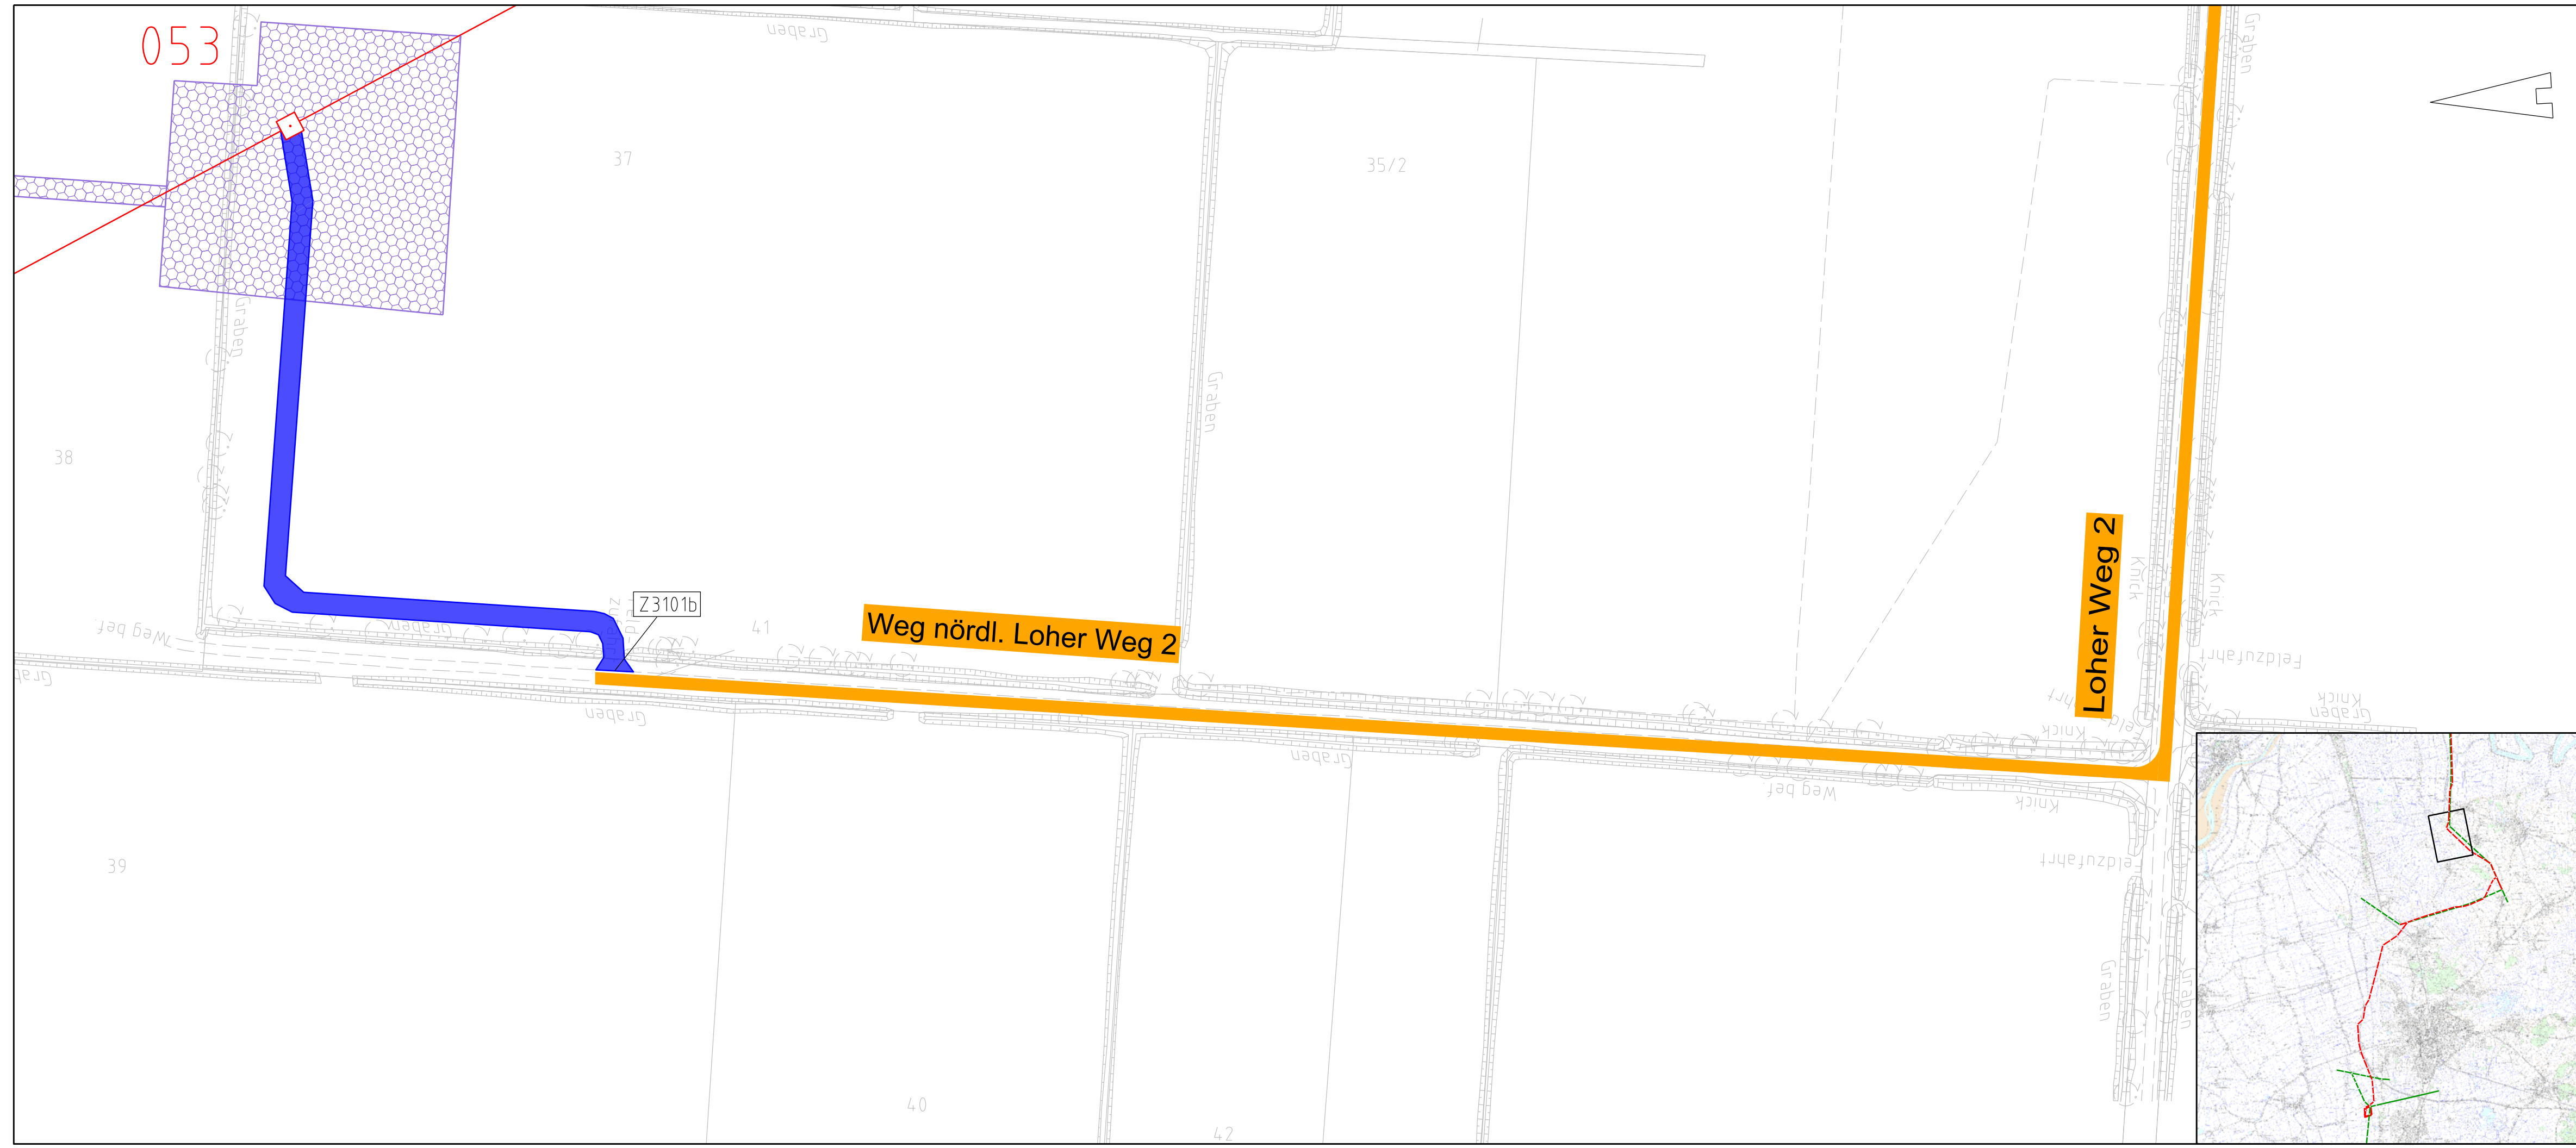 053
Graben
Graben
37
35/2
Graben
Graben
38
Loher Weg 2
Knick
Knick
Z3101b
Weg nördl. Loher Weg 2
41
Graben
Weg bef.
Feldzufahrt
Graben
Knick
Graben
Knick
Graben
Weg bef
Knick
Feldzufahrt
39
Graben
Graben
40
42